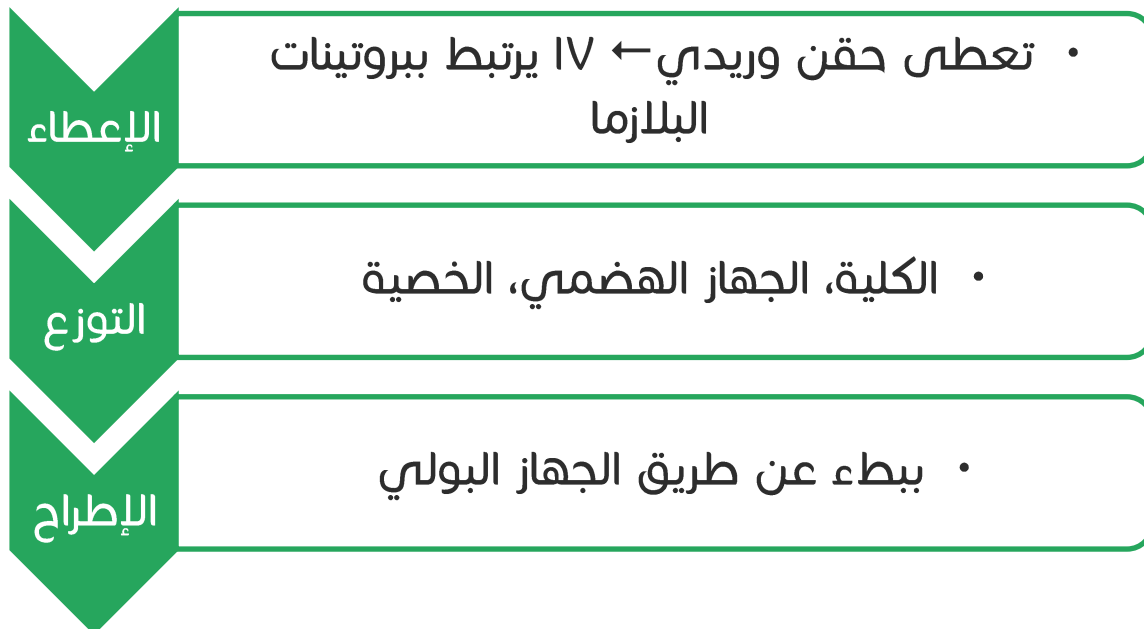 الإعطاء
• تعطى حقن وريدي← IV يرتبط ببروتينات
البلازما
التوزع
• الكلية، الجهاز الهضمي، الخصية
الإطراح
• ببطء عن طريق الجهاز البولي